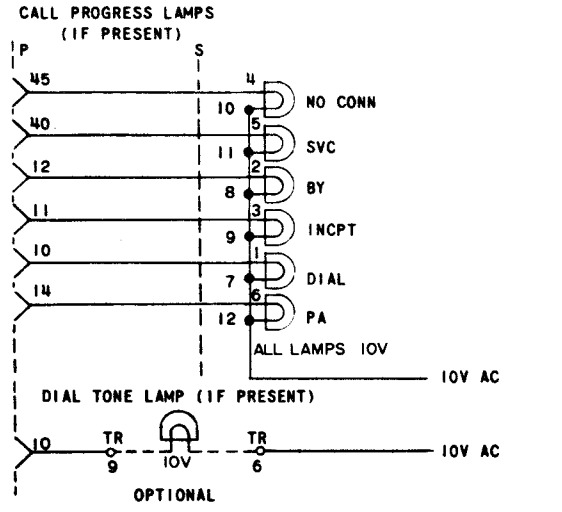 CALL PROGRESS LAMPS
(IF PRESENT)
P S
45 4
10 NO CONN
40 5
11 SVC
12 2
8 BY
11 3
9 INCPT
10 1
7 DIAL
14 6
12 PA
ALL LAMPS 10V
10V AC
DIAL TONE LAMP (IF PRESENT)
10 TR TR 10V AC
9 10V 6
OPTIONAL